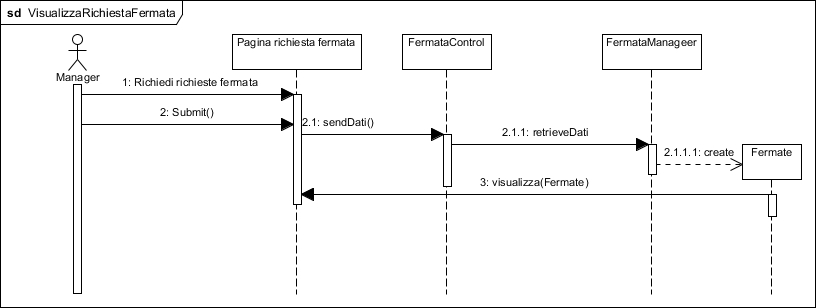 sd VisualizzaRichiestaFermata
Pagina richiesta fermata
FermataControl
FermataManageer
Manager
1: Richiedi richieste fermata
2: Submit()
2.1: sendDati()
2.1.1: retrieveDati
2.1.1.1: create
Fermate
3: visualizza(Fermate)